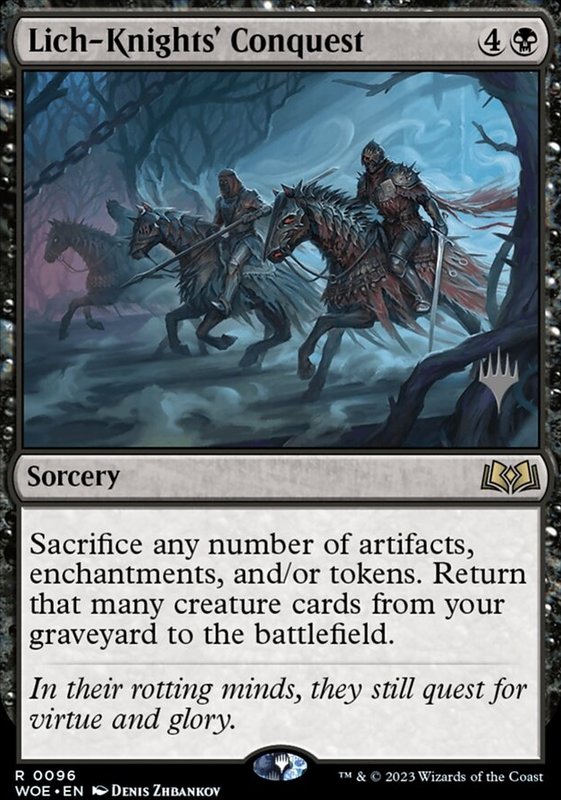 Lich-Knights' Conquest 4
Sorcery
Sacrifice any number of artifacts,
enchantments, and/or tokens. Return
that many creature cards from your
graveyard to the battlefield.
In their rotting minds, they still quest for
virtue and glory.
R 0096
WOE • EN Denis Zhbankov ™ & © 2023 Wizards of the Coast